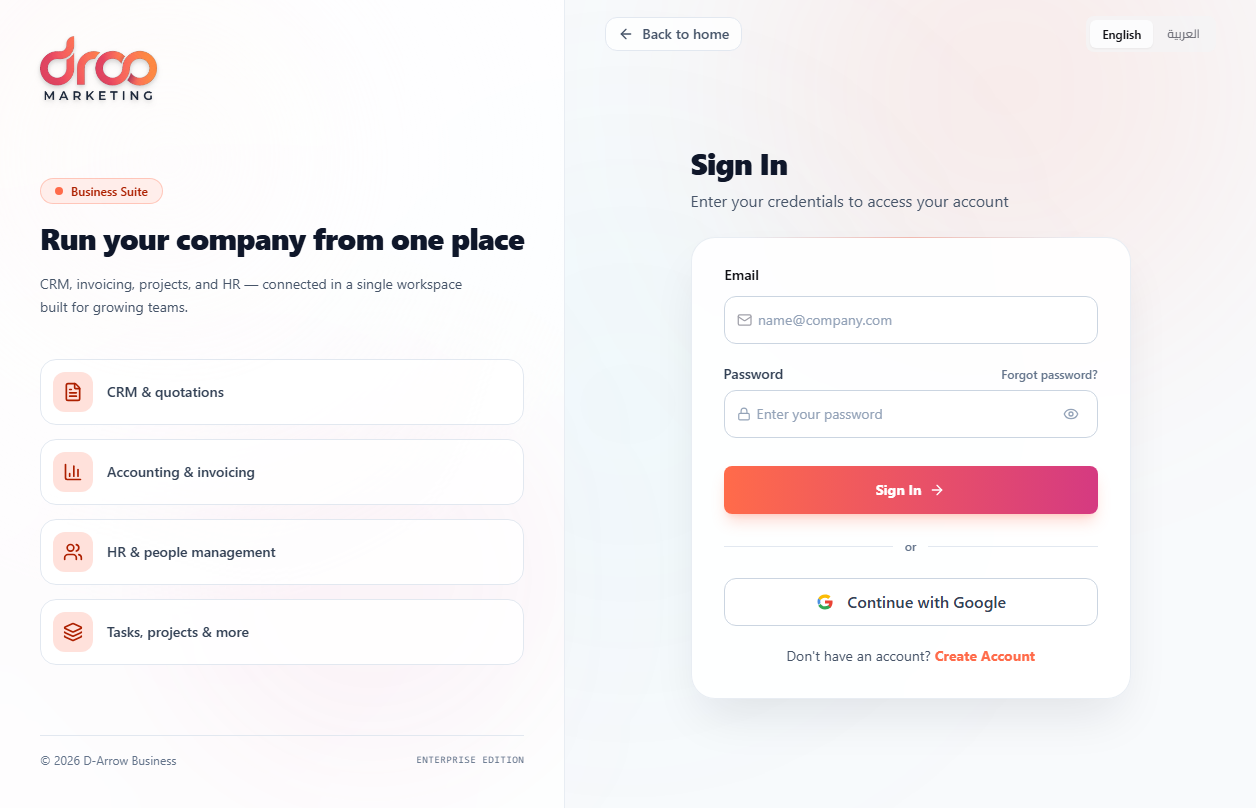 droo
MARKETING
Business Suite
Run your company from one place
CRM, invoicing, projects, and HR — connected in a single workspace
built for growing teams.
CRM & quotations
Accounting & invoicing
HR & people management
Tasks, projects & more
© 2026 D-Arrow Business
ENTERPRISE EDITION
Back to home
English
العربية
Sign In
Enter your credentials to access your account
Email
name@company.com
Password
Forgot password?
Enter your password
Sign In
or
Continue with Google
Don't have an account? Create Account